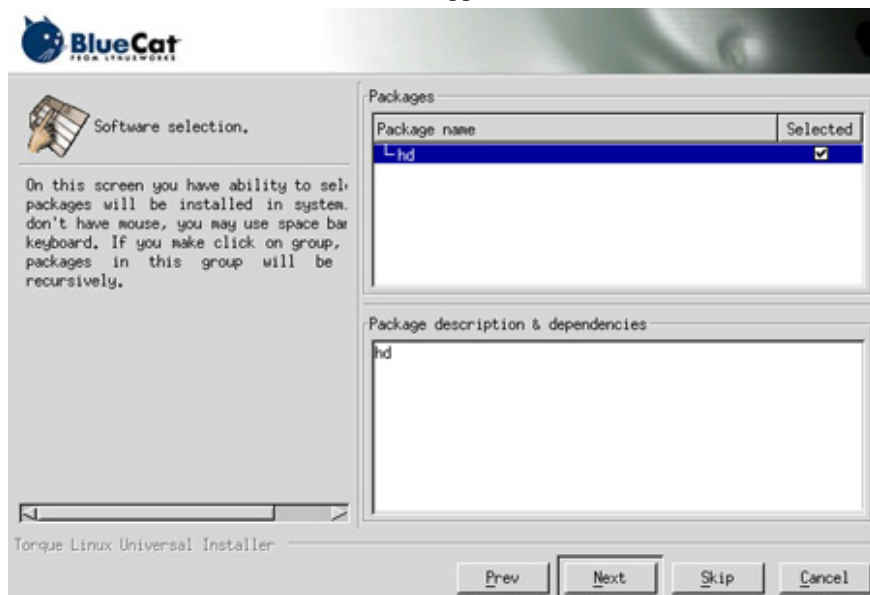 BlueCat
FROM LYNUXWORKS
Software selection.
On this screen you have ability to sel
packages will be installed in system.
don't have mouse, you may use space bar
keyboard. If you make click on group,
packages in this group will be
recursively.
Packages
Package name Selected
hd
Package description & dependencies
hd
Torque Linux Universal Installer
Prev Next Skip Cancel